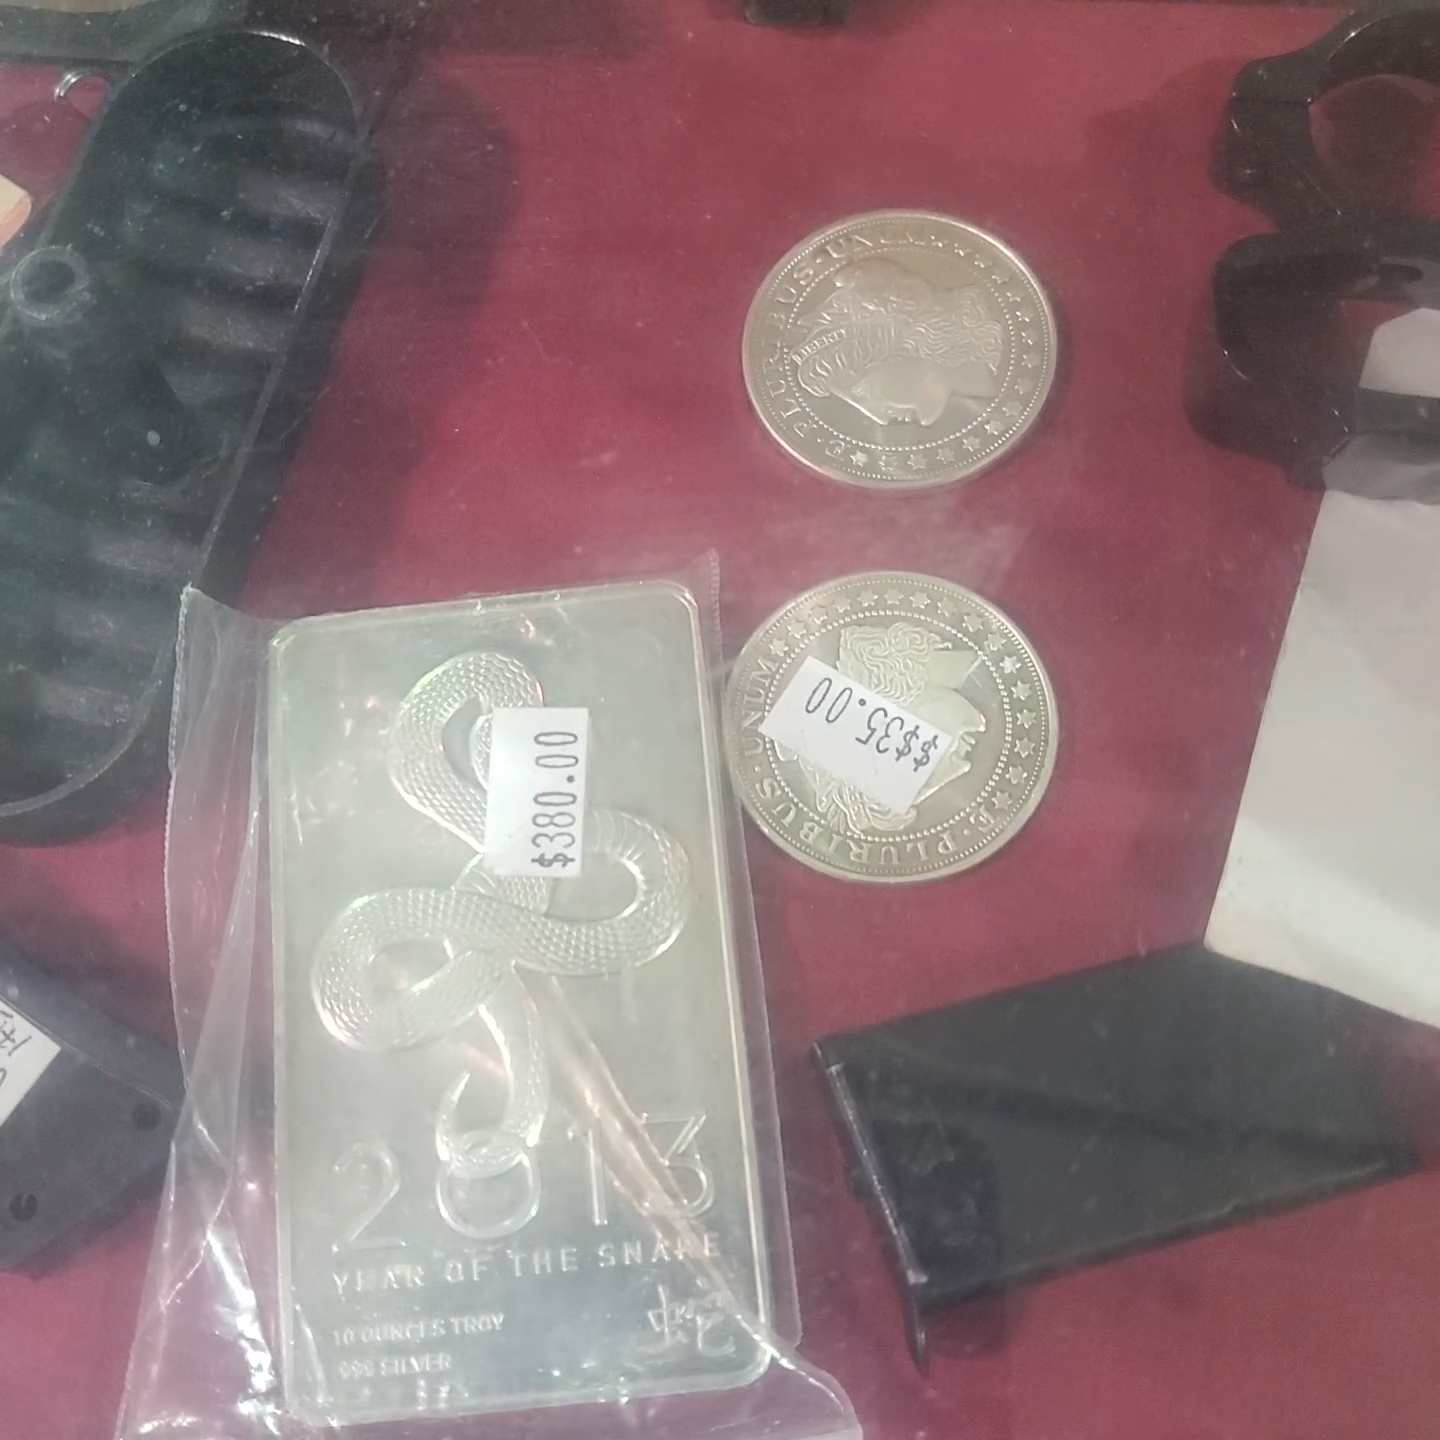 E·PLURIBUS·UNUM
LIBERTY
E·PLURIBUS·UNUM
$$35.00
$380.00
2013
YEAR OF THE SNAKE
10 OUNCES TROY
999 SILVER